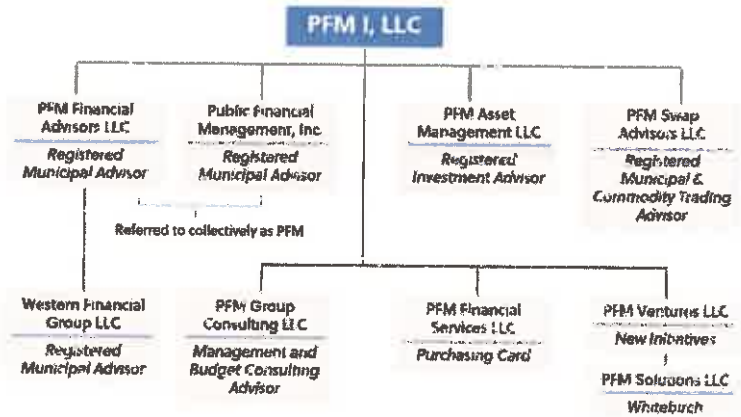 PFM I, LLC
PFM Financial
Advisors LLC
Registered
Municipal Advisor
Public Financial
Management, Inc.
Registered
Municipal Advisor
PFM Asset
Management LLC
Registered
Investment Advisor
PFM Swap
Advisors LLC
Registered
Municipal &
Commodity Trading
Advisor
Referred to collectively as PFM
Western Financial
Group LLC
Registered
Municipal Advisor
PFM Group
Consulting LLC
Management and
Budget Consulting
Advisor
PFM Financial
Services LLC
Purchasing Card
PFM Ventures LLC
New Initiatives
PFM Solutions LLC
Whitebirch